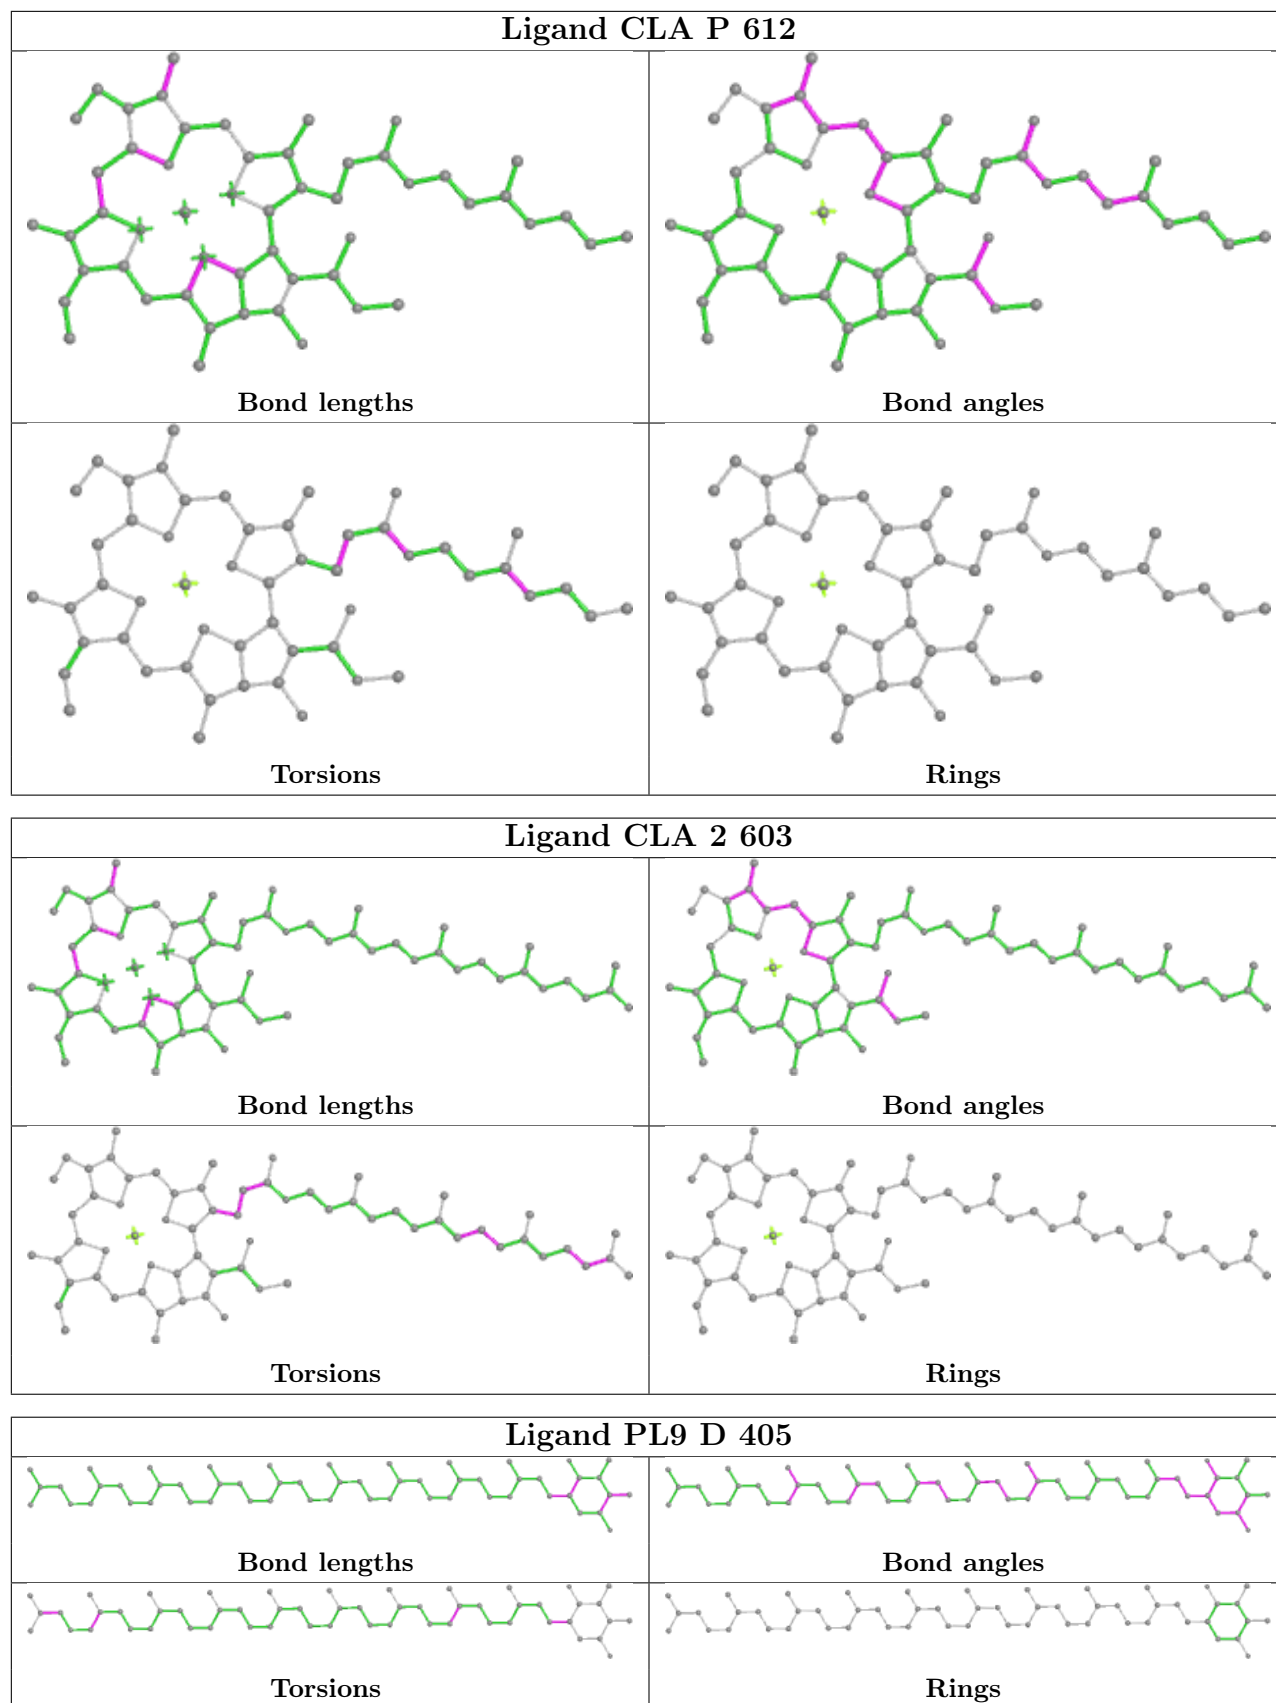 Ligand CLA P 612
Bond lengths
Bond angles
Torsions
Rings
Ligand CLA 2 603
Bond lengths
Bond angles
Torsions
Rings
Ligand PL9 D 405
Bond lengths
Bond angles
Torsions
Rings